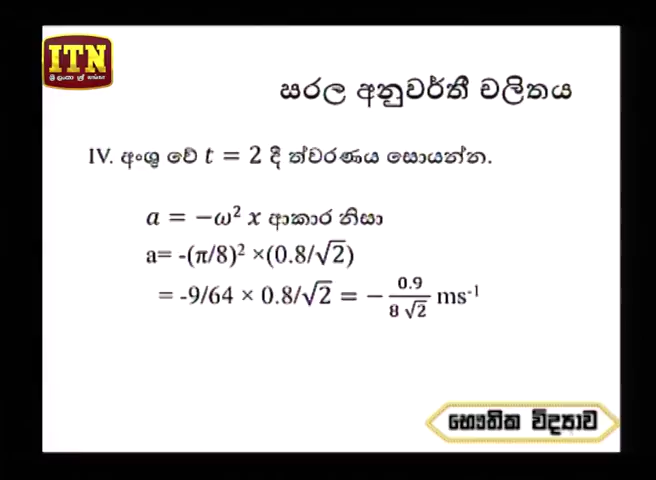 ITN
ශ්‍රී ලංකා ශ්‍රී සභාවා
සරල අනුවර්තී චලිතය
IV. අංශු වේ t = 2 දී ත්වරණය සොයන්න.
a = −ω² x ආකාර නිසා
a= -(π/8)² ×(0.8/√2)
= -9/64 × 0.8/√2 = − 0.9/8 √2 ms⁻¹
භෞතික විද්‍යාව